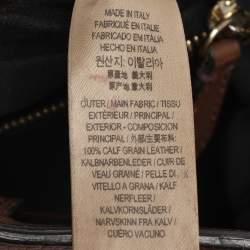 MADE IN ITALY
FABRIQUÉ EN ITALIE
FABRICADO EN ITALIA
HECHO EN ITALIA
원산지: 이탈리아
原產地 義大利
原产地 意大利
OUTER / MAIN FABRIC / TISSU
EXTÉRIEUR / PRINCIPAL /
EXTERIOR - COMPOSICION
PRINCIPAL / 外部/主要布料:
100% CALF GRAIN LEATHER /
KALBNARBENLEDER / CUIR DE
VEAU GRAINÉ / PELLE DI
VITELLO A GRANA / KALF
NERFLEER /
KALVKORNSLÄDER /
NARVSKINN FRA KALV /
CUERO VACUNO